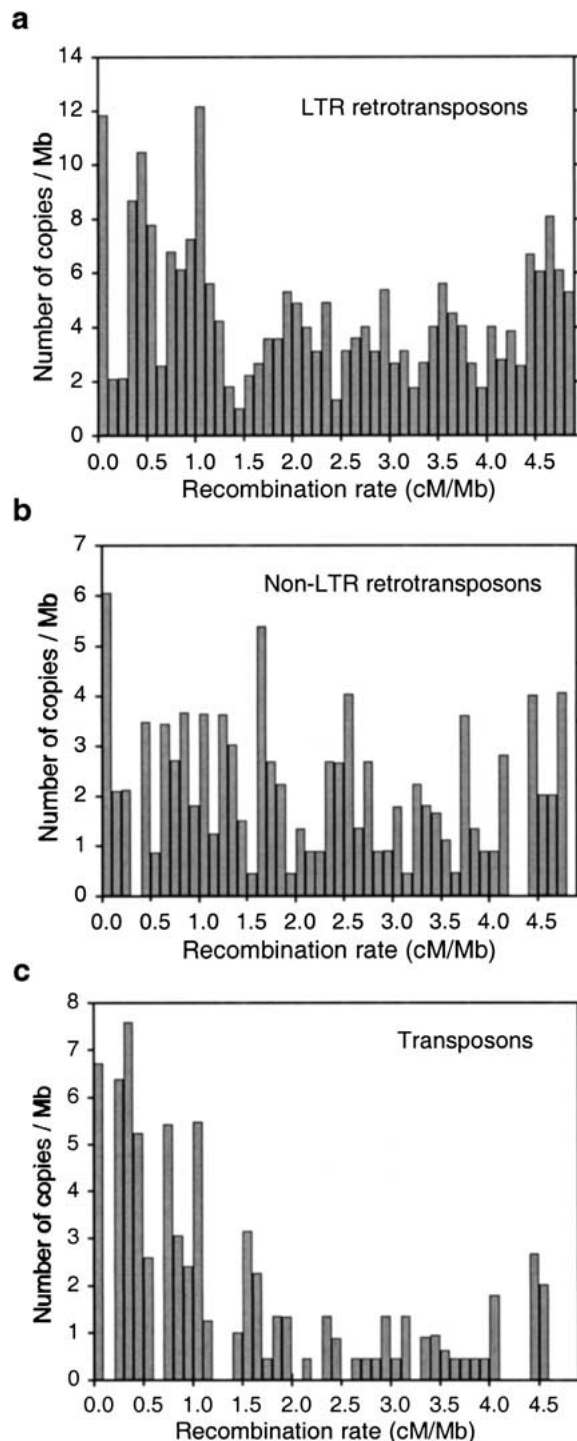 a
14
12
10
8
6
4
2
0
Number of copies / Mb
LTR retrotransposons
0.0 0.5 1.0 1.5 2.0 2.5 3.0 3.5 4.0 4.5
Recombination rate (cM/Mb)
b
7
6
5
4
3
2
1
0
Number of copies / Mb
Non-LTR retrotransposons
0.0 0.5 1.0 1.5 2.0 2.5 3.0 3.5 4.0 4.5
Recombination rate (cM/Mb)
c
8
7
6
5
4
3
2
1
0
Number of copies / Mb
Transposons
0.0 0.5 1.0 1.5 2.0 2.5 3.0 3.5 4.0 4.5
Recombination rate (cM/Mb)